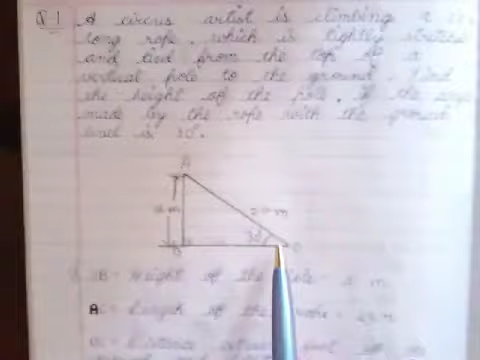 Q-1 A circus artist is climbing a 20 m
long rope, which is tightly stretched
and tied from the top of a
vertical pole to the ground. Find
the height of the pole, if the angle
made by the rope with the ground
level is 30°.
A
20 m
30°
B
AB = Height of the pole = m
AC = Length of the rope = 20 m